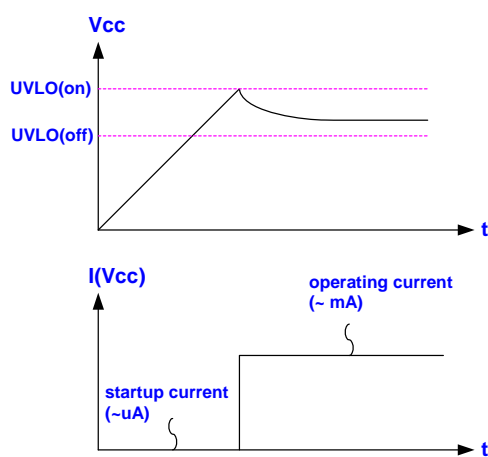 Vcc
UVLO(on)
UVLO(off)
t
I(Vcc)
operating current
(~ mA)
startup current
(~uA)
t